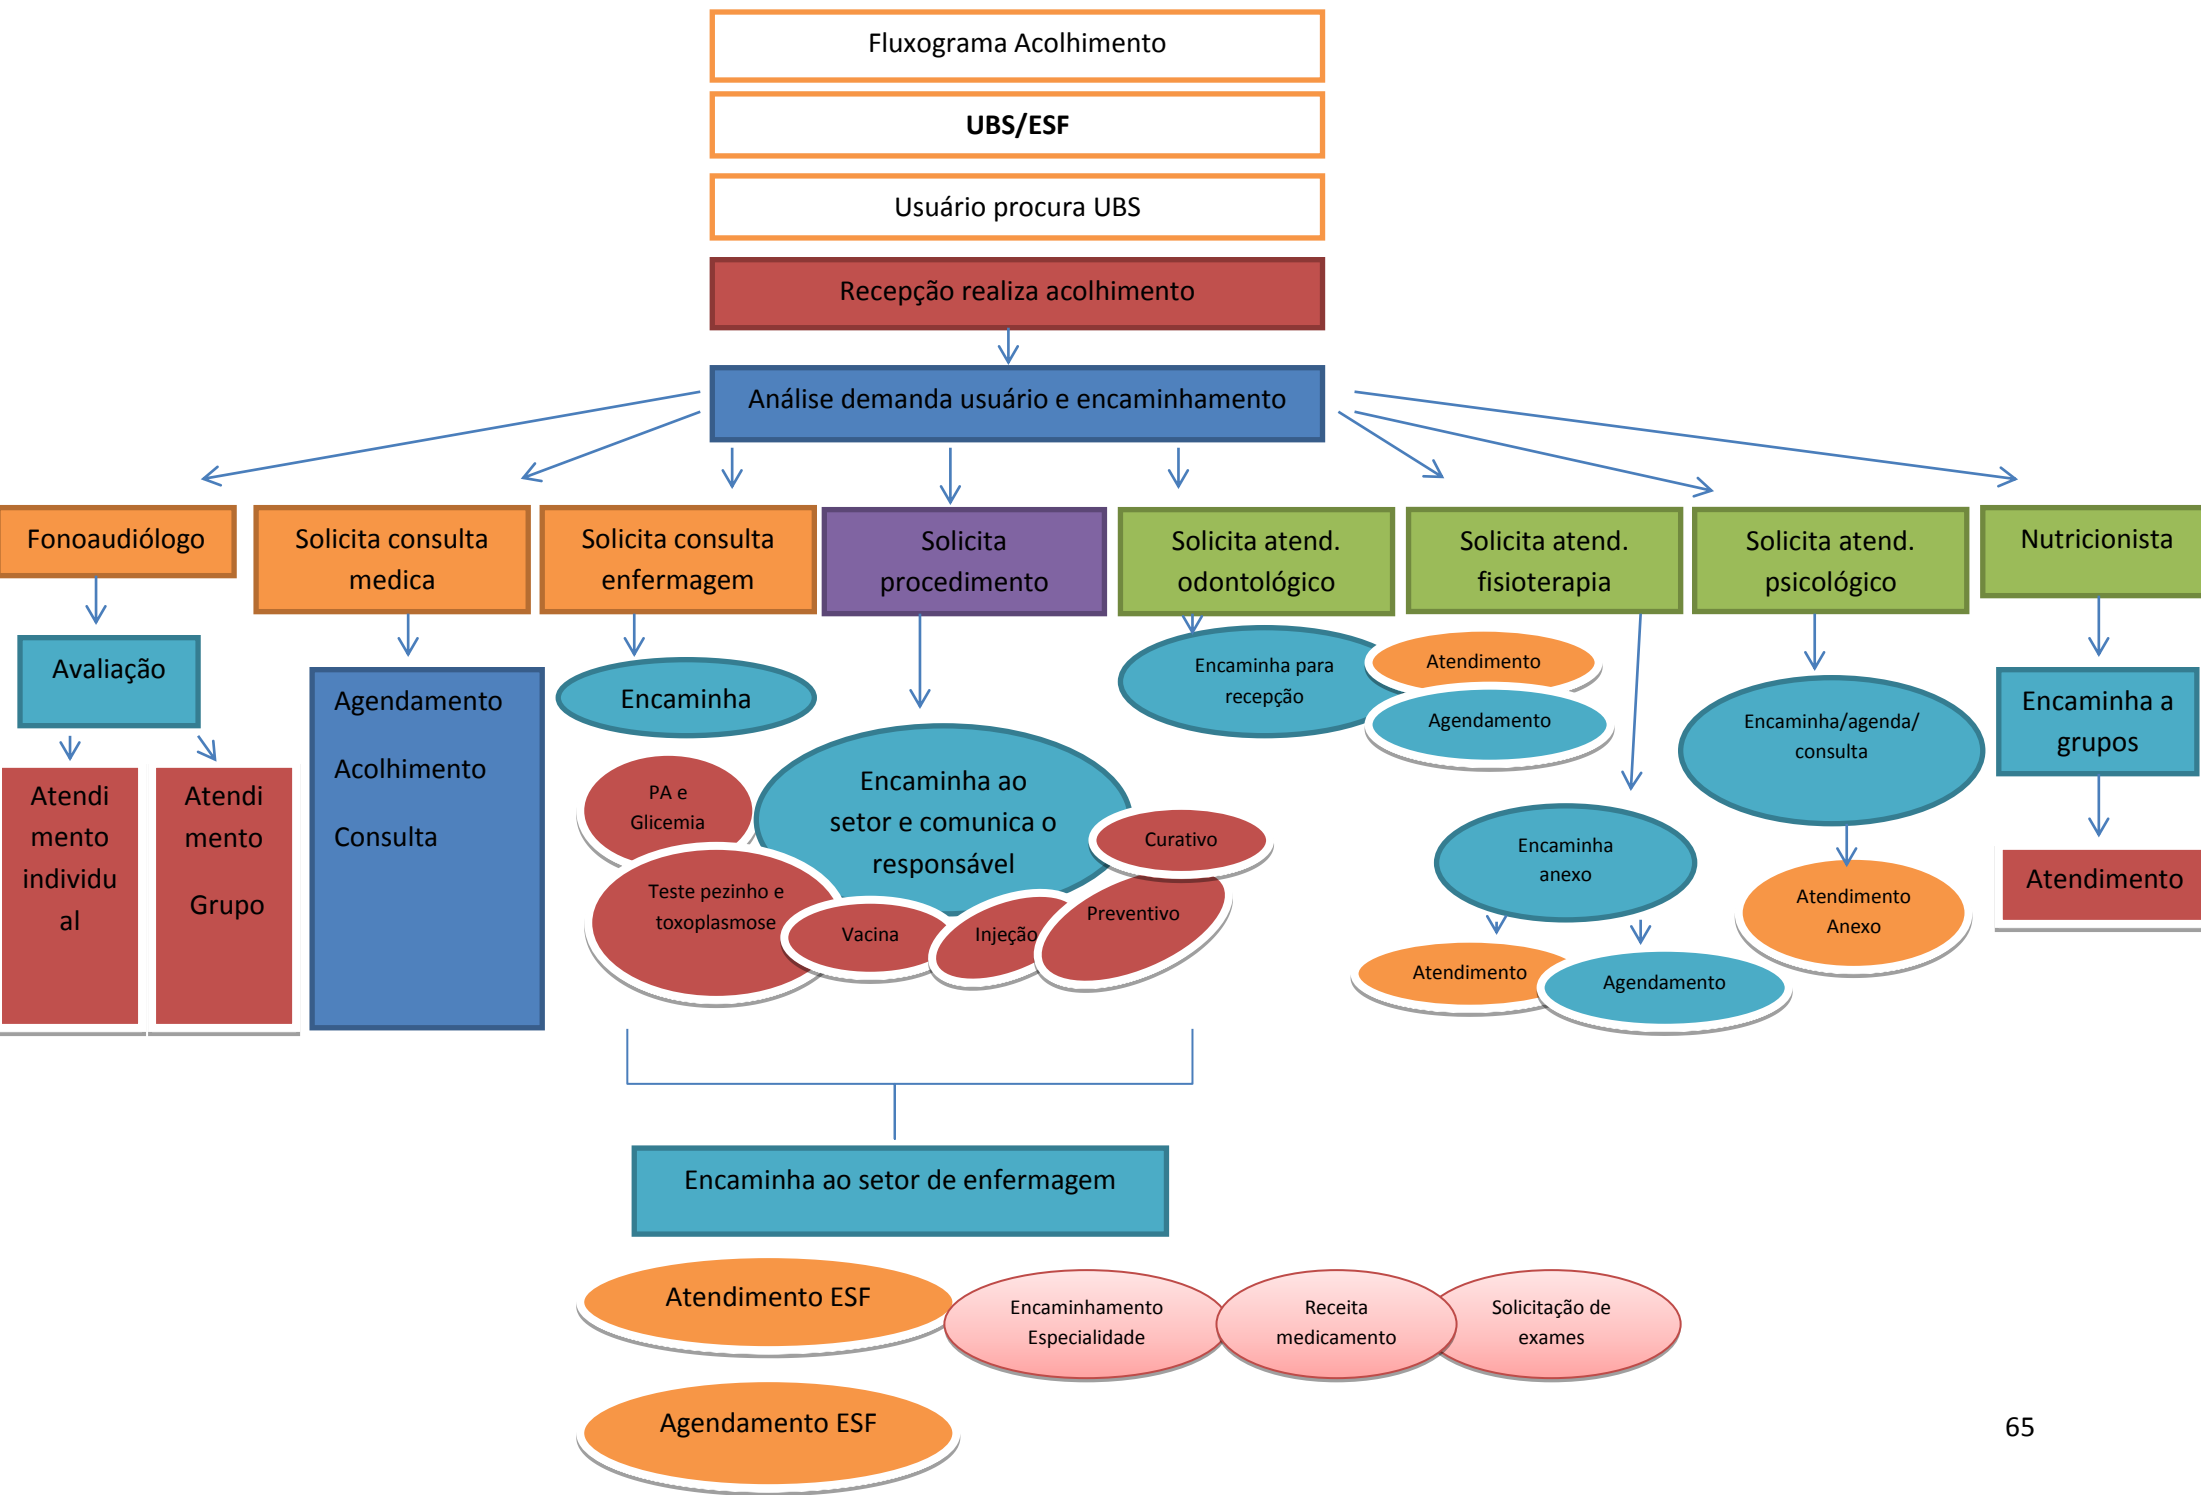 Fluxograma Acolhimento
UBS/ESF
Usuário procura UBS
Recepção realiza acolhimento
Análise demanda usuário e encaminhamento
Fonoaudiólogo
Solicita consulta
medica
Solicita consulta
enfermagem
Solicita
procedimento
Solicita atend.
odontológico
Solicita atend.
fisioterapia
Solicita atend.
psicológico
Nutricionista
Avaliação
Atendi
mento
individu
al
Atendi
mento
Grupo
Agendamento
Acolhimento
Consulta
Encaminha
Encaminha ao
setor e comunica o
responsável
PA e
Glicemia
Teste pezinho e
toxoplasmose
Vacina
Injeção
Preventivo
Curativo
Encaminha para
recepção
Atendimento
Agendamento
Encaminha
anexo
Atendimento
Agendamento
Encaminha/agenda/
consulta
Atendimento
Anexo
Encaminha a
grupos
Atendimento
Encaminha ao setor de enfermagem
Atendimento ESF
Encaminhamento
Especialidade
Receita
medicamento
Solicitação de
exames
Agendamento ESF
65